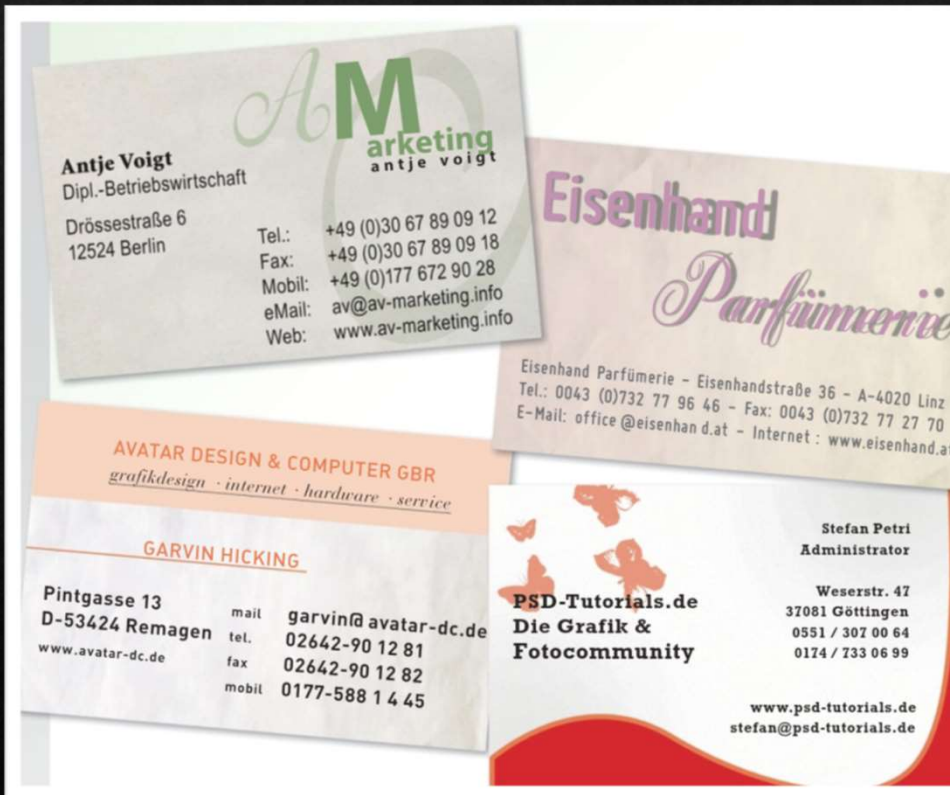 AMarketing
antje voigt
Antje Voigt
Dipl.-Betriebswirtschaft
Drössestraße 6
12524 Berlin
Tel.: +49 (0)30 67 89 09 12
Fax: +49 (0)30 67 89 09 18
Mobil: +49 (0)177 672 90 28
eMail: av@av-marketing.info
Web: www.av-marketing.info
Eisenhand
Parfümerie
Eisenhand Parfümerie – Eisenhandstraße 36 – A-4020 Linz
Tel.: 0043 (0)732 77 96 46 – Fax: 0043 (0)732 77 27 70
E-Mail: office @eisenhan d.at – Internet : www.eisenhand.at
AVATAR DESIGN & COMPUTER GBR
grafikdesign · internet · hardware · service
GARVIN HICKING
Pintgasse 13
D-53424 Remagen
www.avatar-dc.de
mail garvin@ avatar-dc.de
tel. 02642-90 12 81
fax 02642-90 12 82
mobil 0177-588 1 4 45
PSD-Tutorials.de
Die Grafik &
Fotocommunity
Stefan Petri
Administrator
Weserstr. 47
37081 Göttingen
0551 / 307 00 64
0174 / 733 06 99
www.psd-tutorials.de
stefan@psd-tutorials.de